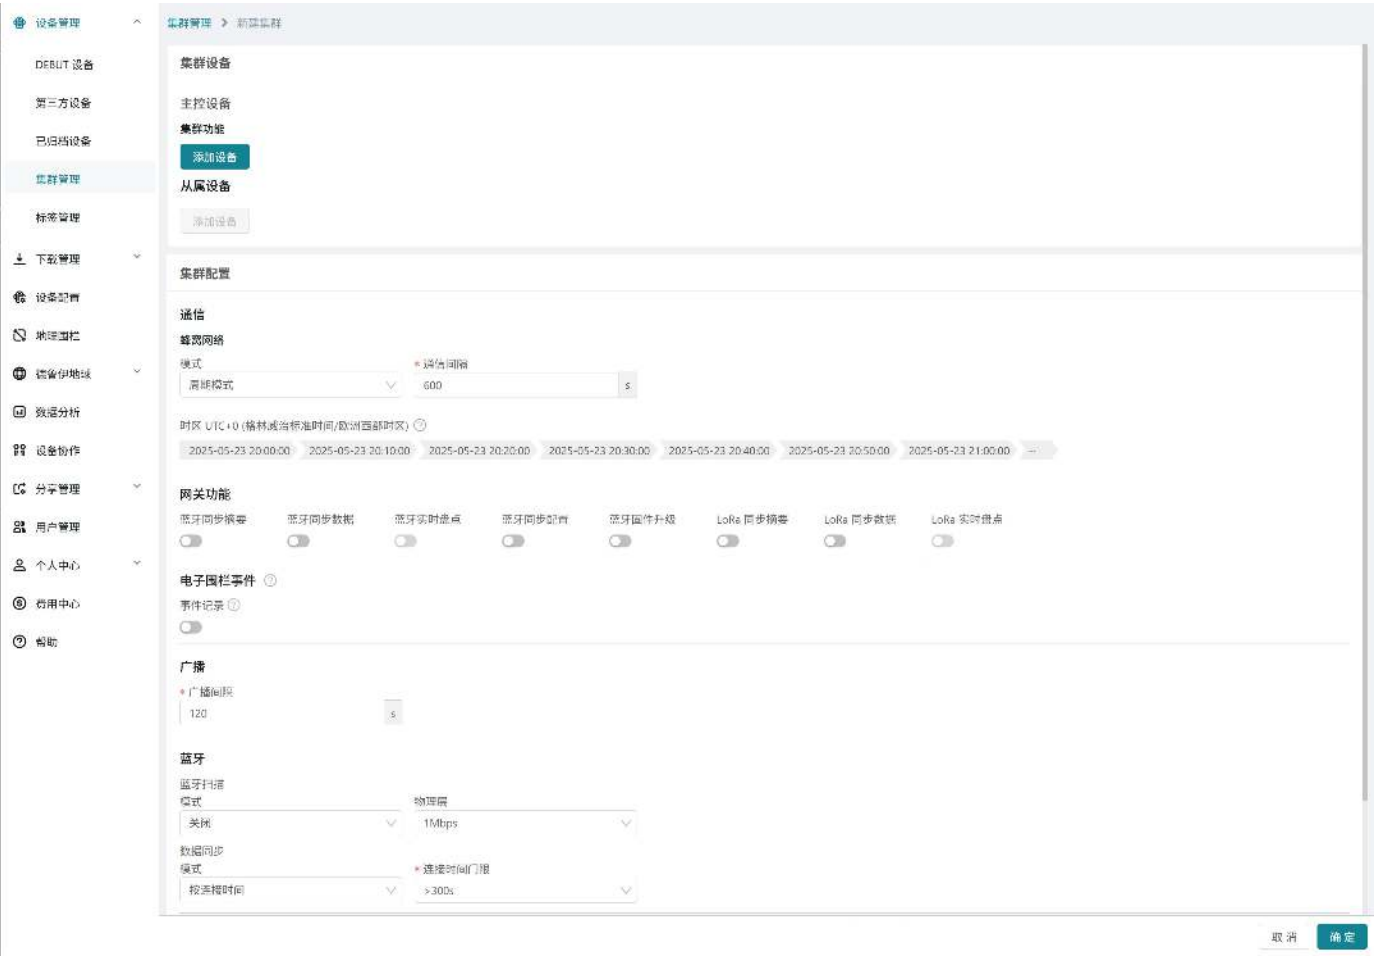 设备管理
DEBUT 设备
第三方设备
已归档设备
集群管理
标签管理
下载管理
设备配置
地理围栏
德鲁伊地域
数据分析
设备协作
分享管理
用户管理
个人中心
费用中心
帮助
集群管理 > 新建集群
集群设备
主控设备
集群功能
添加设备
从属设备
添加设备
集群配置
通信
蜂窝网络
模式 * 通信间隔
周期模式 600 s
时区 UTC+0 (格林威治标准时间/欧洲西部时区)
2025-05-23 20:00:00 2025-05-23 20:10:00 2025-05-23 20:20:00 2025-05-23 20:30:00 2025-05-23 20:40:00 2025-05-23 20:50:00 2025-05-23 21:00:00 ...
网关功能
蓝牙同步摘要 蓝牙同步数据 蓝牙实时盘点 蓝牙同步配置 蓝牙固件升级 LoRa 同步摘要 LoRa 同步数据 LoRa 实时盘点
电子围栏事件
事件记录
广播
* 广播间隔
120 s
蓝牙
蓝牙扫描
模式 物理层
关闭 1Mbps
数据同步
模式 * 连接时间门限
按连接时间 >300s
取消 确定